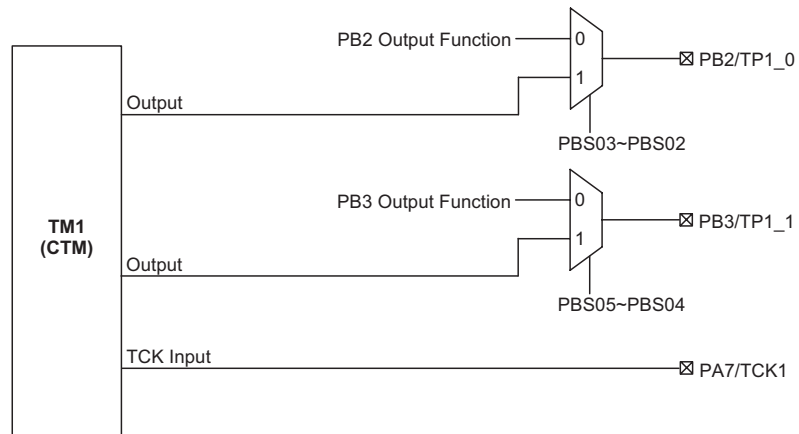 PB2 Output Function
0
PB2/TP1_0
1
Output
PBS03~PBS02
PB3 Output Function
0
PB3/TP1_1
1
TM1
(CTM)
Output
PBS05~PBS04
TCK Input
PA7/TCK1